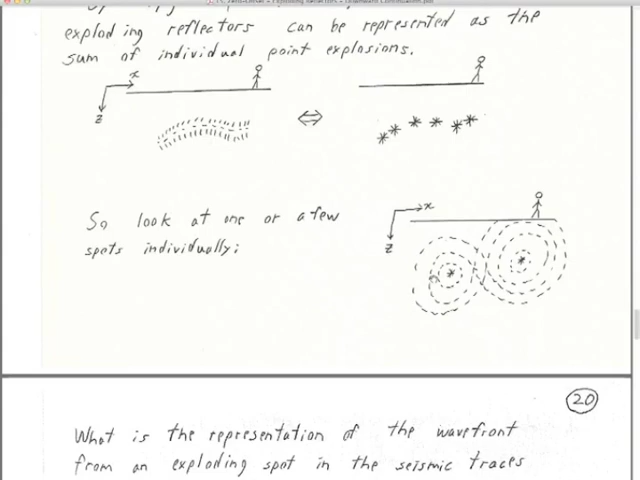 exploding reflectors can be represented as the
sum of individual point explosions.
x
z
So look at one or a few
spots individually:
x
z
20
What is the representation of the wavefront
from an exploding spot in the seismic traces